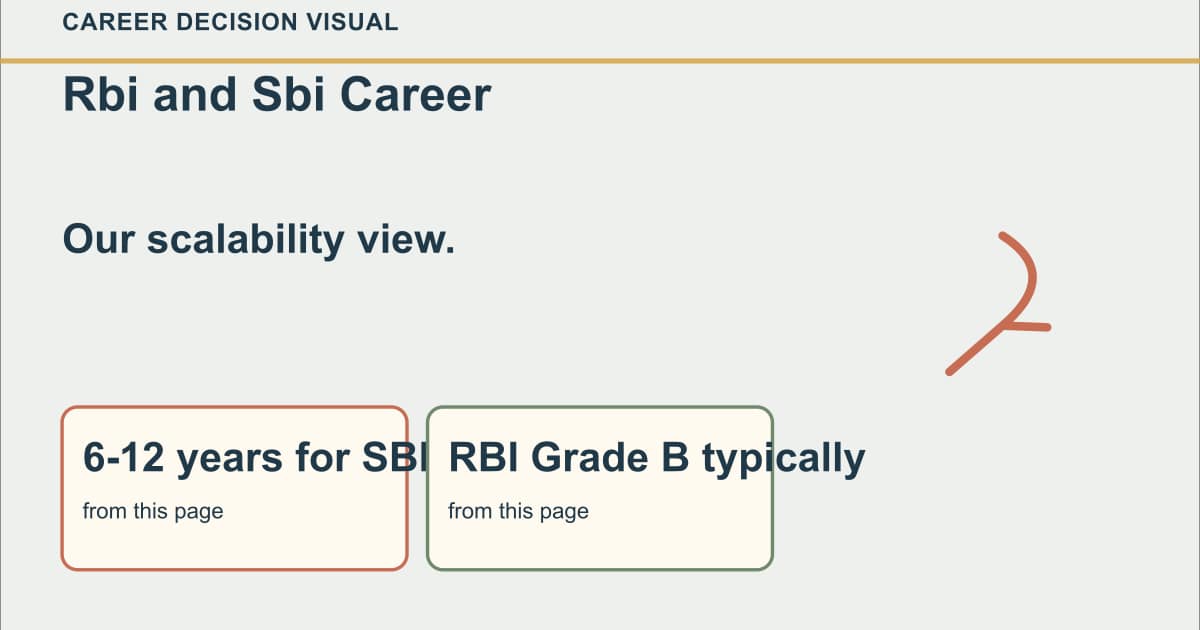 CAREER DECISION VISUAL
Rbi and Sbi Career
Our scalability view.
6-12 years for SBI
RBI Grade B typically
from this page
from this page